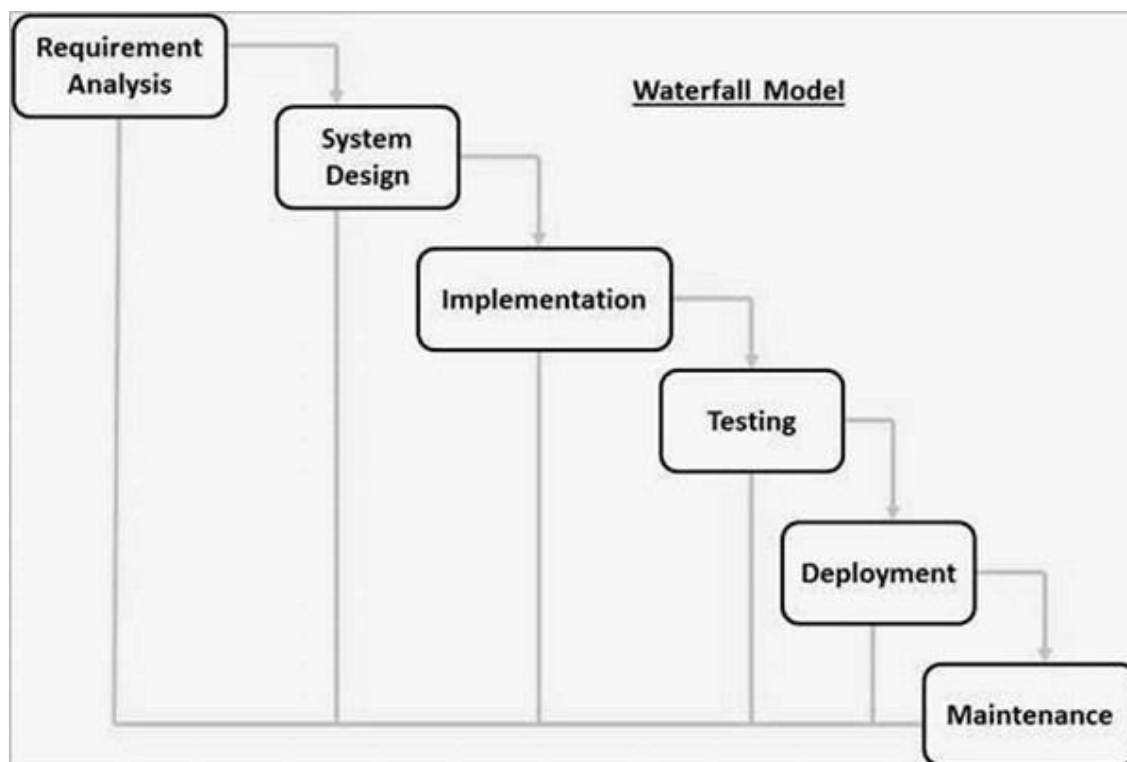 Requirement
Analysis
Waterfall Model
System
Design
Implementation
Testing
Deployment
Maintenance